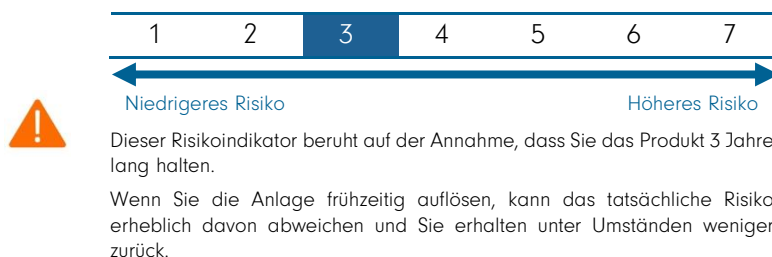 1 2 3 4 5 6 7
Niedrigeres Risiko Höheres Risiko
Dieser Risikoindikator beruht auf der Annahme, dass Sie das Produkt 3 Jahre
lang halten.
Wenn Sie die Anlage frühzeitig auflösen, kann das tatsächliche Risiko
erheblich davon abweichen und Sie erhalten unter Umständen weniger
zurück.